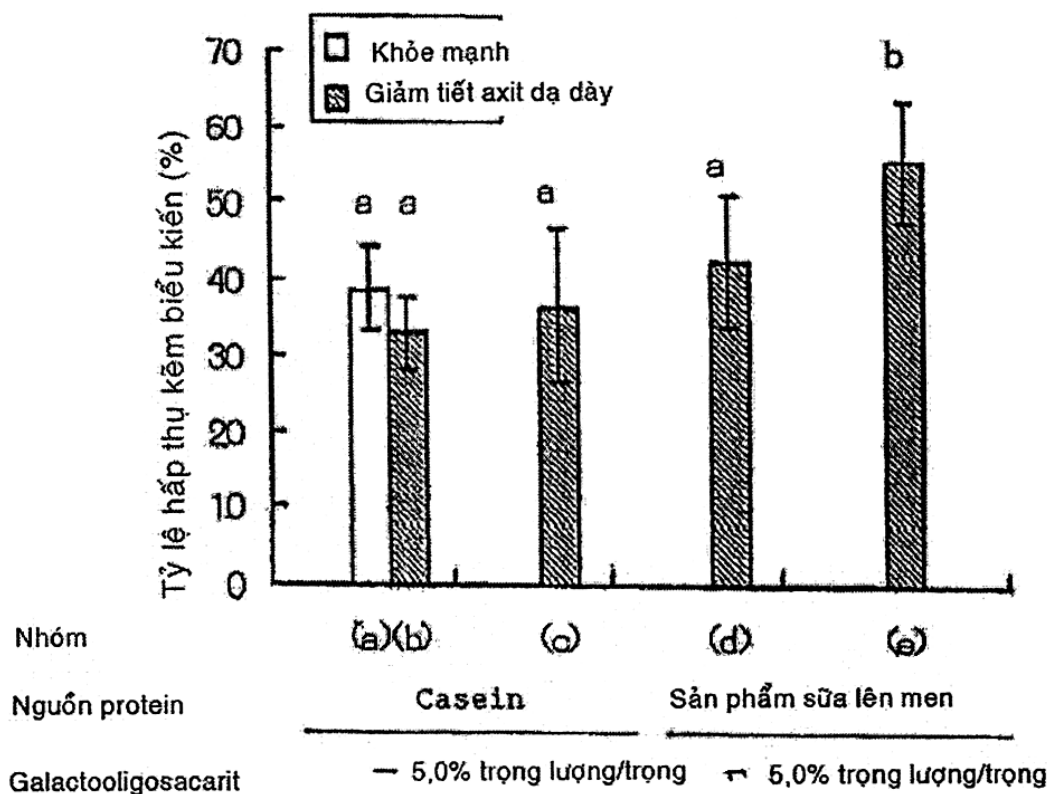 Khỏe mạnh
Giảm tiết axit dạ dày
Tỷ lệ hấp thụ kẽm biểu kiến (%)
70
60
50
40
30
20
10
0
a a a a b
Nhóm (a) (b) (c) (d) (e)
Nguồn protein Casein Sản phẩm sữa lên men
Galactooligosacarit — 5,0% trọng lượng/trọng — 5,0% trọng lượng/trọng